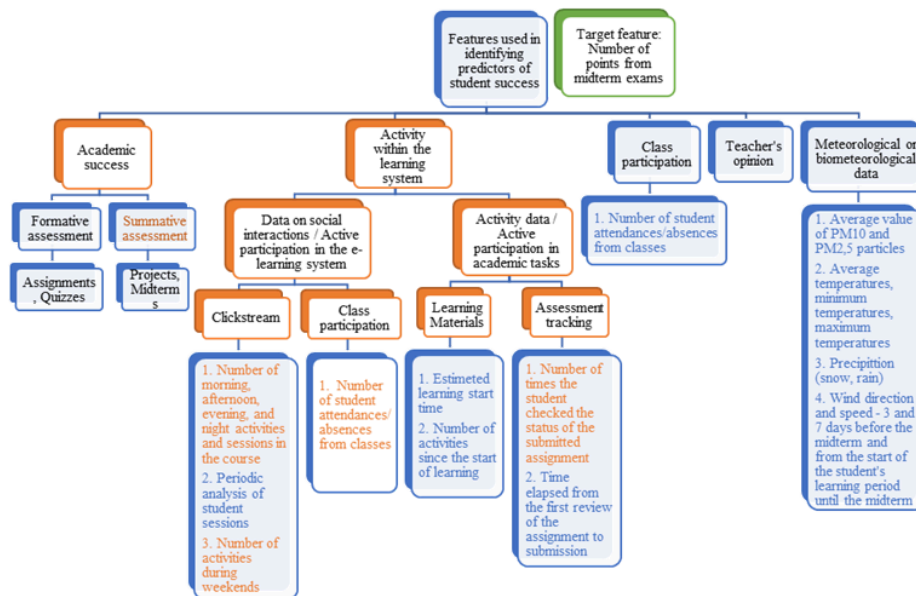 Features used in
identifying
predictors of
student success
Target feature:
Number of
points from
midterm exams
Academic
success
Activity
within the
learning
system
Class
participation
Teacher's
opinion
Meteorological or
biometeorological
data
Formative
assessment
Summative
assessment
Assignments
, Quizzes
Projects,
Midterm
s
Data on social
interactions / Active
participation in the e-
learning system
Activity data /
Active
participation in
academic tasks
1. Number of student
attendances/absences
from classes
1. Average value
of PM10 and
PM2,5 particles
2. Average
temperatures,
minimum
temperatures,
maximum
temperatures
3. Precipittion
(snow, rain)
4. Wind direction
and speed - 3 and
7 days before the
midterm and
from the start of
the student's
learning period
until the midterm
Clickstream
Class
participation
Learning
Materials
Assessment
tracking
1. Number of
morning,
afternoon,
evening, and
night activities
and sessions in
the course
2. Periodic
analysis of
student
sessions
3. Number of
activities
during
weekends
1. Number
of student
attendances/
absences
from classes
1. Estimeted
learning start
time
2. Number of
activities
since the start
of learning
1. Number of
times the
student
checked the
status of the
submitted
assignment
2. Time
elapsed from
the first review
of the
assignment to
submission